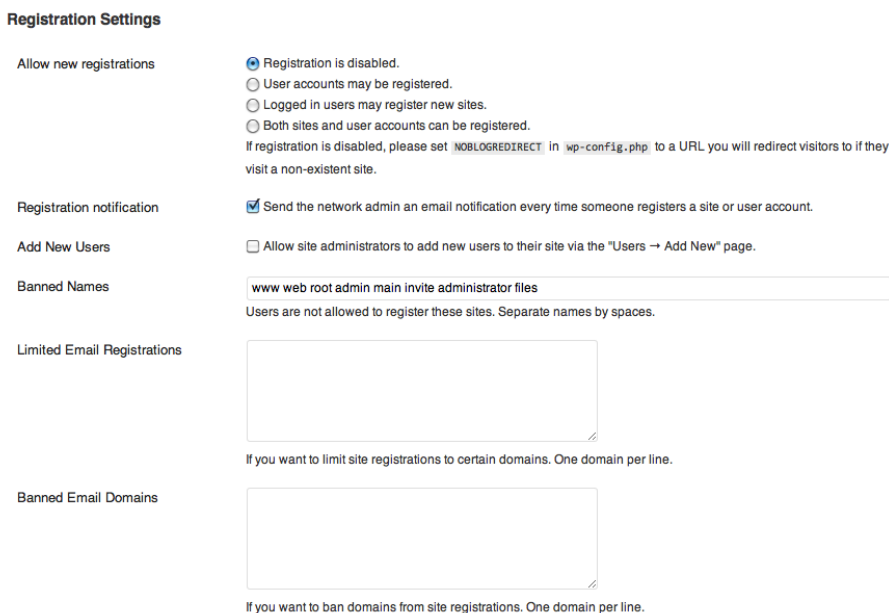 Registration Settings
Allow new registrations
Registration is disabled.
User accounts may be registered.
Logged in users may register new sites.
Both sites and user accounts can be registered.
If registration is disabled, please set NOBLOGREDIRECT in wp-config.php to a URL you will redirect visitors to if they
visit a non-existent site.
Registration notification
Send the network admin an email notification every time someone registers a site or user account.
Add New Users
Allow site administrators to add new users to their site via the "Users → Add New" page.
Banned Names
www web root admin main invite administrator files
Users are not allowed to register these sites. Separate names by spaces.
Limited Email Registrations
If you want to limit site registrations to certain domains. One domain per line.
Banned Email Domains
If you want to ban domains from site registrations. One domain per line.